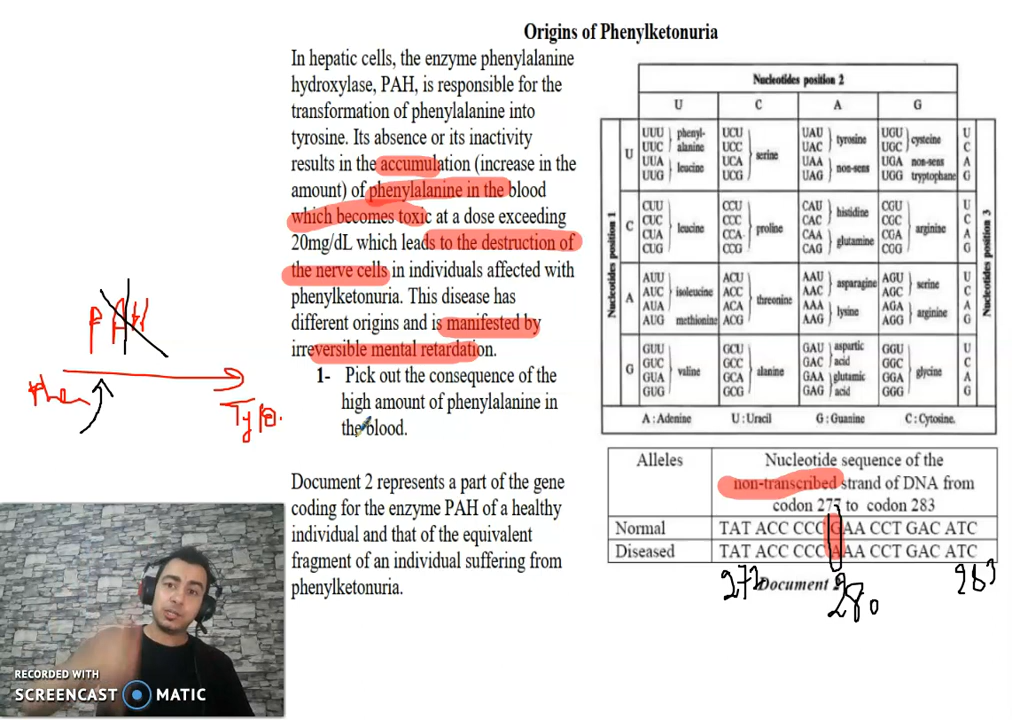 Origins of Phenylketonuria
In hepatic cells, the enzyme phenylalanine
hydroxylase, PAH, is responsible for the
transformation of phenylalanine into
tyrosine. Its absence or its inactivity
results in the accumulation (increase in the
amount) of phenylalanine in the blood
which becomes toxic at a dose exceeding
20mg/dL which leads to the destruction of
the nerve cells in individuals affected with
phenylketonuria. This disease has
different origins and is manifested by
irreversible mental retardation.
1- Pick out the consequence of the
high amount of phenylalanine in
the blood.
Document 2 represents a part of the gene
coding for the enzyme PAH of a healthy
individual and that of the equivalent
fragment of an individual suffering from
phenylketonuria.
PAH
Phe
Tyr
Nucleotides position 2
U C A G
Nucleotides position 1
Nucleotides position 3
U
UUU phenyl- UCU UAU tyrosine UGU cysteine U
UUC alanine UCC serine UAC UGC C
UUA leucine UCA UAA non-sens UGA non-sens A
UUG UCG UAG UGG tryptophane G
C
CUU CCU CAU histidine CGU U
CUC leucine CCC proline CAC CGC arginine C
CUA CCA CAA glutamine CGA A
CUG CCG CAG CGG G
A
AUU ACU AAU asparagine AGU serine U
AUC isoleucine ACC threonine AAC AGC C
AUA ACA AAA lysine AGA arginine A
AUG methionine ACG AAG AGG G
G
GUU GCU GAU aspartic GGU U
GUC valine GCC alanine GAC acid GGC glycine C
GUA GCA GAA glutamic GGA A
GUG GCG GAG acid GGG G
A : Adenine U : Uracil G : Guanine C : Cytosine.
Alleles Nucleotide sequence of the
non-transcribed strand of DNA from
codon 277 to codon 283
Normal TAT ACC CCC GAA CCT GAC ATC
Diseased TAT ACC CCC AAA CCT GAC ATC
277 Document 283
280
RECORDED WITH
SCREENCAST MATIC